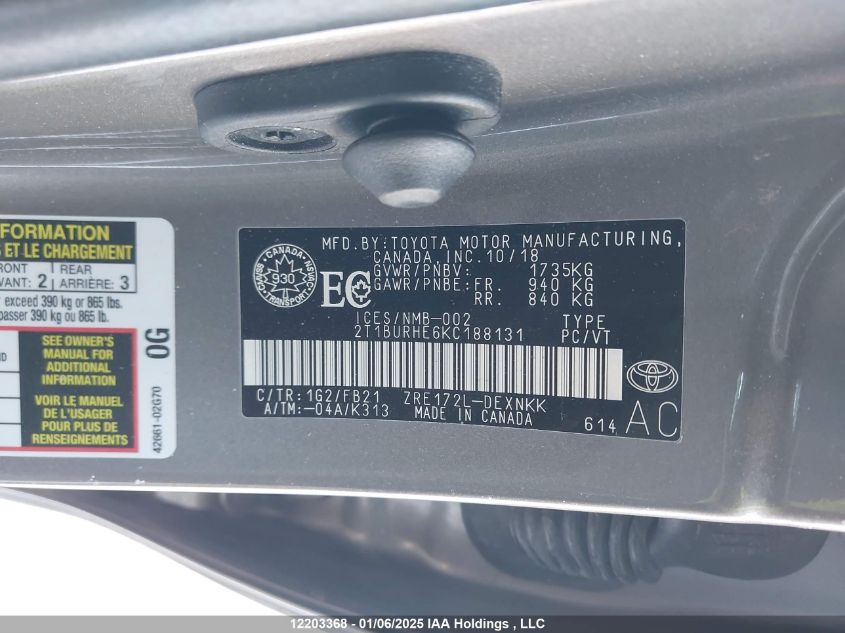 FORMATION
S ET LE CHARGEMENT
FRONT REAR
VANT: 2 ARRIÈRE: 3
exceed 390 kg or 865 lbs.
passer 390 kg ou 865 lb.
SEE OWNER'S
MANUAL FOR
ADDITIONAL
INFORMATION
VOIR LE MANUEL
DE L'USAGER
POUR PLUS DE
RENSEIGNEMENTS
0G
42661-02G70
MFD.BY:TOYOTA MOTOR MANUFACTURING,
CANADA, INC.10/18
GVWR/PNBV: 1735KG
GAWR/PNBE:FR. 940 KG
RR. 840 KG
CANADA
930
TRANSPORT
EC
ICES/NMB-002 TYPE
2T1BURHE6KC188131 PC/VT
C/TR:1G2/FB21 ZRE172L-DEXNKK
A/TM:-04A/K313 MADE IN CANADA
614 AC
12203368 - 01/06/2025 IAA Holdings , LLC